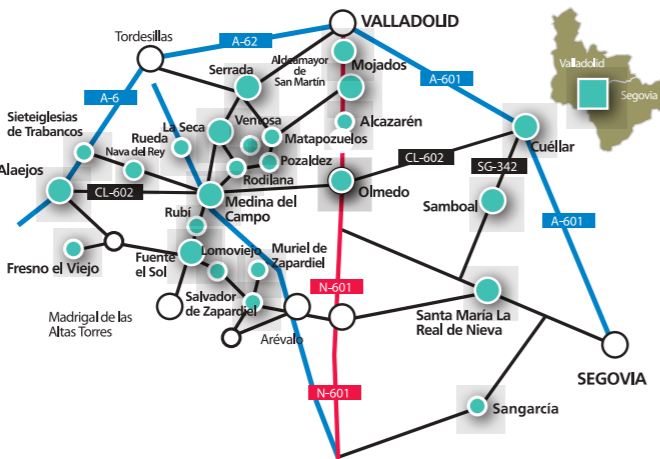 VALLADOLID
Tordesillas
A-62
Aldeamayor
de
San Martín
Mojados
Serrada
A-601
Valladolid
Segovia
A-6
Sieteiglesias
de Trabancos
Rueda
La Seca
Ventosa
Alcazarén
Nava del Rey
Matapozuelos
Cuéllar
Alaejos
Pozaldez
CL-602
SG-342
Rodilana
CL-602
Medina del
Campo
Olmedo
Samboal
A-601
Rubí
Lomoviejo
Muriel de
Zapardiel
Fresno el Viejo
Fuente
el Sol
N-601
Salvador
de Zapardiel
Santa María La
Real de Nieva
Madrigal de las
Altas Torres
Arévalo
SEGOVIA
N-601
Sangarcía